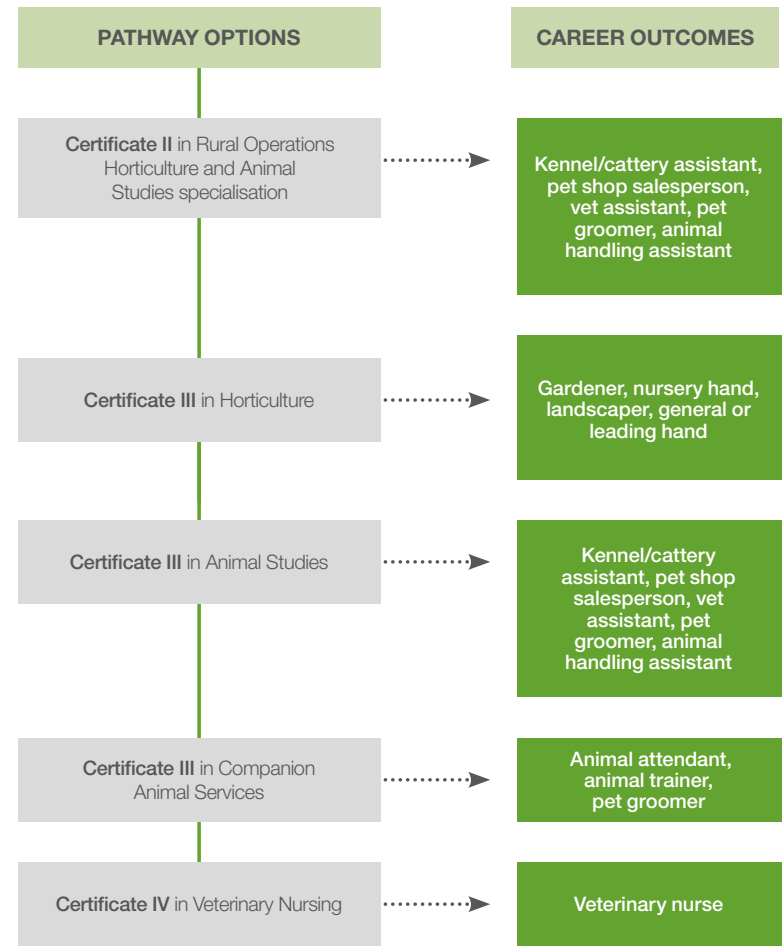 PATHWAY OPTIONS
CAREER OUTCOMES
Certificate II in Rural Operations
Horticulture and Animal
Studies specialisation
Kennel/cattery assistant,
pet shop salesperson,
vet assistant, pet
groomer, animal
handling assistant
Certificate III in Horticulture
Gardener, nursery hand,
landscaper, general or
leading hand
Certificate III in Animal Studies
Kennel/cattery
assistant, pet shop
salesperson, vet
assistant, pet
groomer, animal
handling assistant
Certificate III in Companion
Animal Services
Animal attendant,
animal trainer,
pet groomer
Certificate IV in Veterinary Nursing
Veterinary nurse